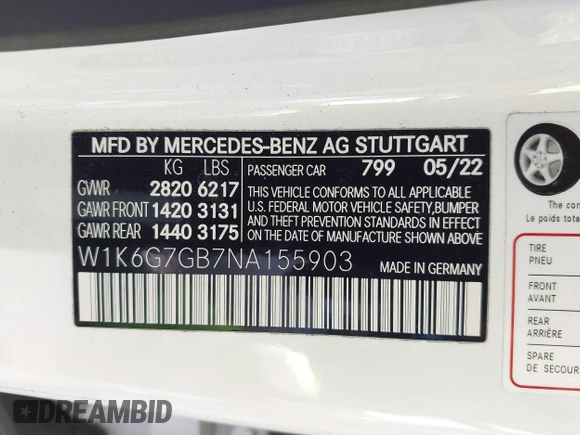 MFD BY MERCEDES-BENZ AG STUTTGART
KG LBS PASSENGER CAR 799 05/22
GVWR 2820 6217 THIS VEHICLE CONFORMS TO ALL APPLICABLE
GAWR FRONT 1420 3131 U.S. FEDERAL MOTOR VEHICLE SAFETY,BUMPER
GAWR REAR 1440 3175 AND THEFT PREVENTION STANDARDS IN EFFECT
ON THE DATE OF MANUFACTURE SHOWN ABOVE.
W1K6G7GB7NA155903 MADE IN GERMANY
The con
Le poids tota
TIRE
PNEU
FRONT
AVANT
REAR
ARRIÈRE
SPARE
DE SECOURS
DREAMBID